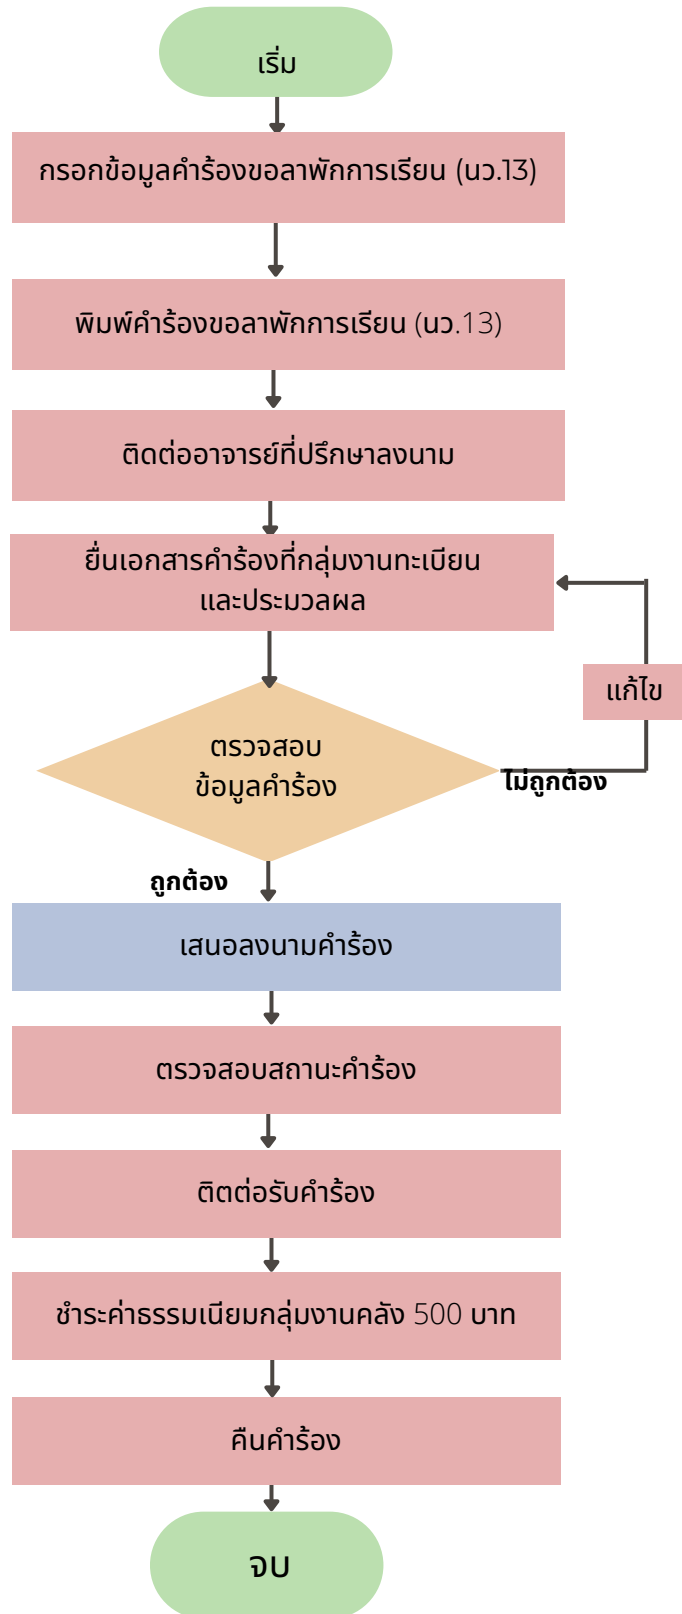 เริ่ม
กรอกข้อมูลคำร้องขอลาพักการเรียน (นว.13)
พิมพ์คำร้องขอลาพักการเรียน (นว.13)
ติดต่ออาจารย์ที่ปรึกษาลงนาม
ยื่นเอกสารคำร้องที่กลุ่มงานทะเบียน
และประมวลผล
แก้ไข
ตรวจสอบ
ข้อมูลคำร้อง
ไม่ถูกต้อง
ถูกต้อง
เสนอลงนามคำร้อง
ตรวจสอบสถานะคำร้อง
ติตต่อรับคำร้อง
ชำระค่าธรรมเนียมกลุ่มงานคลัง 500 บาท
คืนคำร้อง
จบ